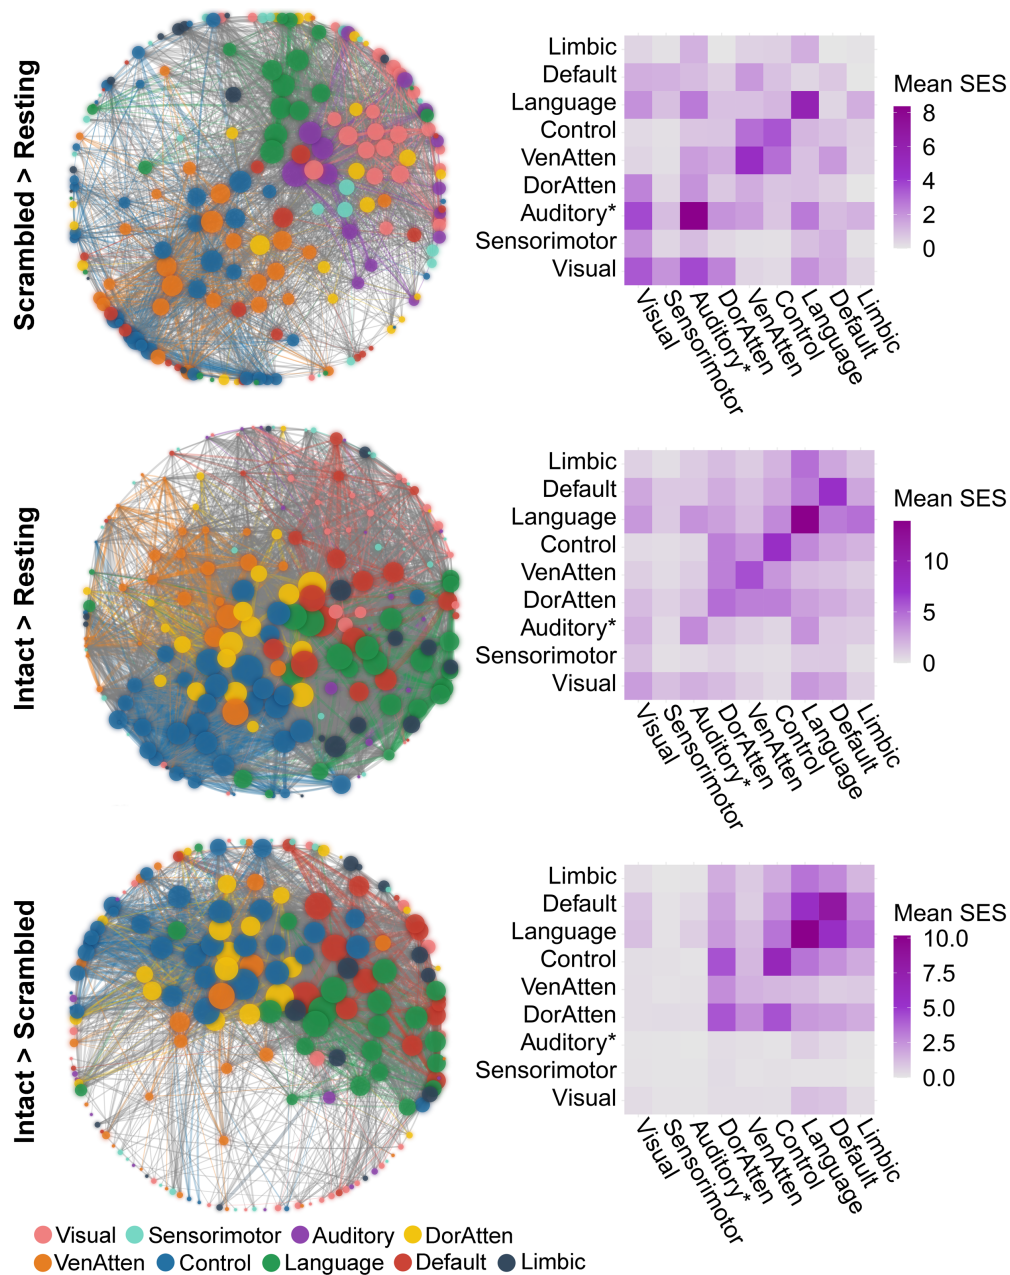 Scrambled > Resting
Limbic
Default
Language
Control
VenAtten
DorAtten
Auditory*
Sensorimotor
Visual
Visual
Sensorimotor
Auditory*
DorAtten
VenAtten
Control
Language
Default
Limbic
Mean SES
8
6
4
2
0
Intact > Resting
Limbic
Default
Language
Control
VenAtten
DorAtten
Auditory*
Sensorimotor
Visual
Visual
Sensorimotor
Auditory*
DorAtten
VenAtten
Control
Language
Default
Limbic
Mean SES
10
5
0
Intact > Scrambled
Limbic
Default
Language
Control
VenAtten
DorAtten
Auditory*
Sensorimotor
Visual
Visual
Sensorimotor
Auditory*
DorAtten
VenAtten
Control
Language
Default
Limbic
Mean SES
10.0
7.5
5.0
2.5
0.0
Visual Sensorimotor Auditory DorAtten
VenAtten Control Language Default Limbic